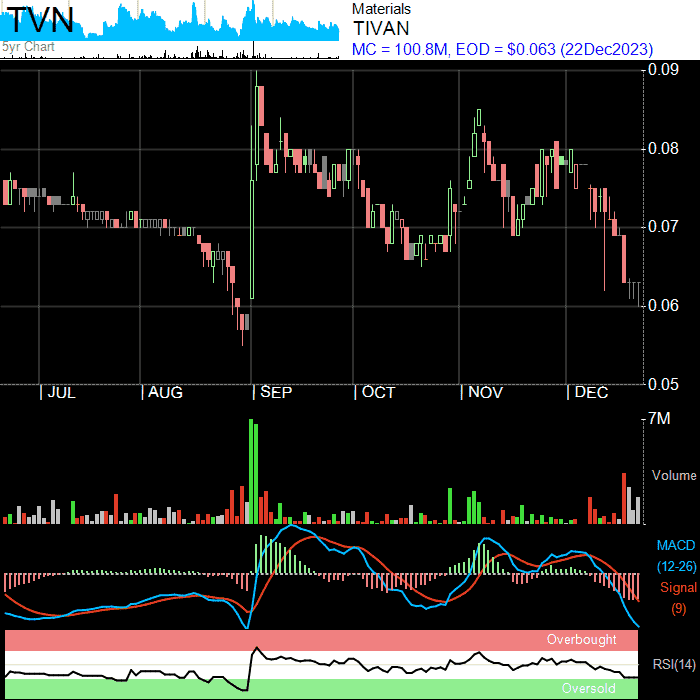 TVN
5yr Chart
Materials
TIVAN
MC = 100.8M, EOD = $0.063 (22Dec2023)
0.09
0.08
0.07
0.06
0.05
JUL AUG SEP OCT NOV DEC
7M
Volume
MACD
(12-26)
Signal
(9)
Overbought
RSI(14)
Oversold